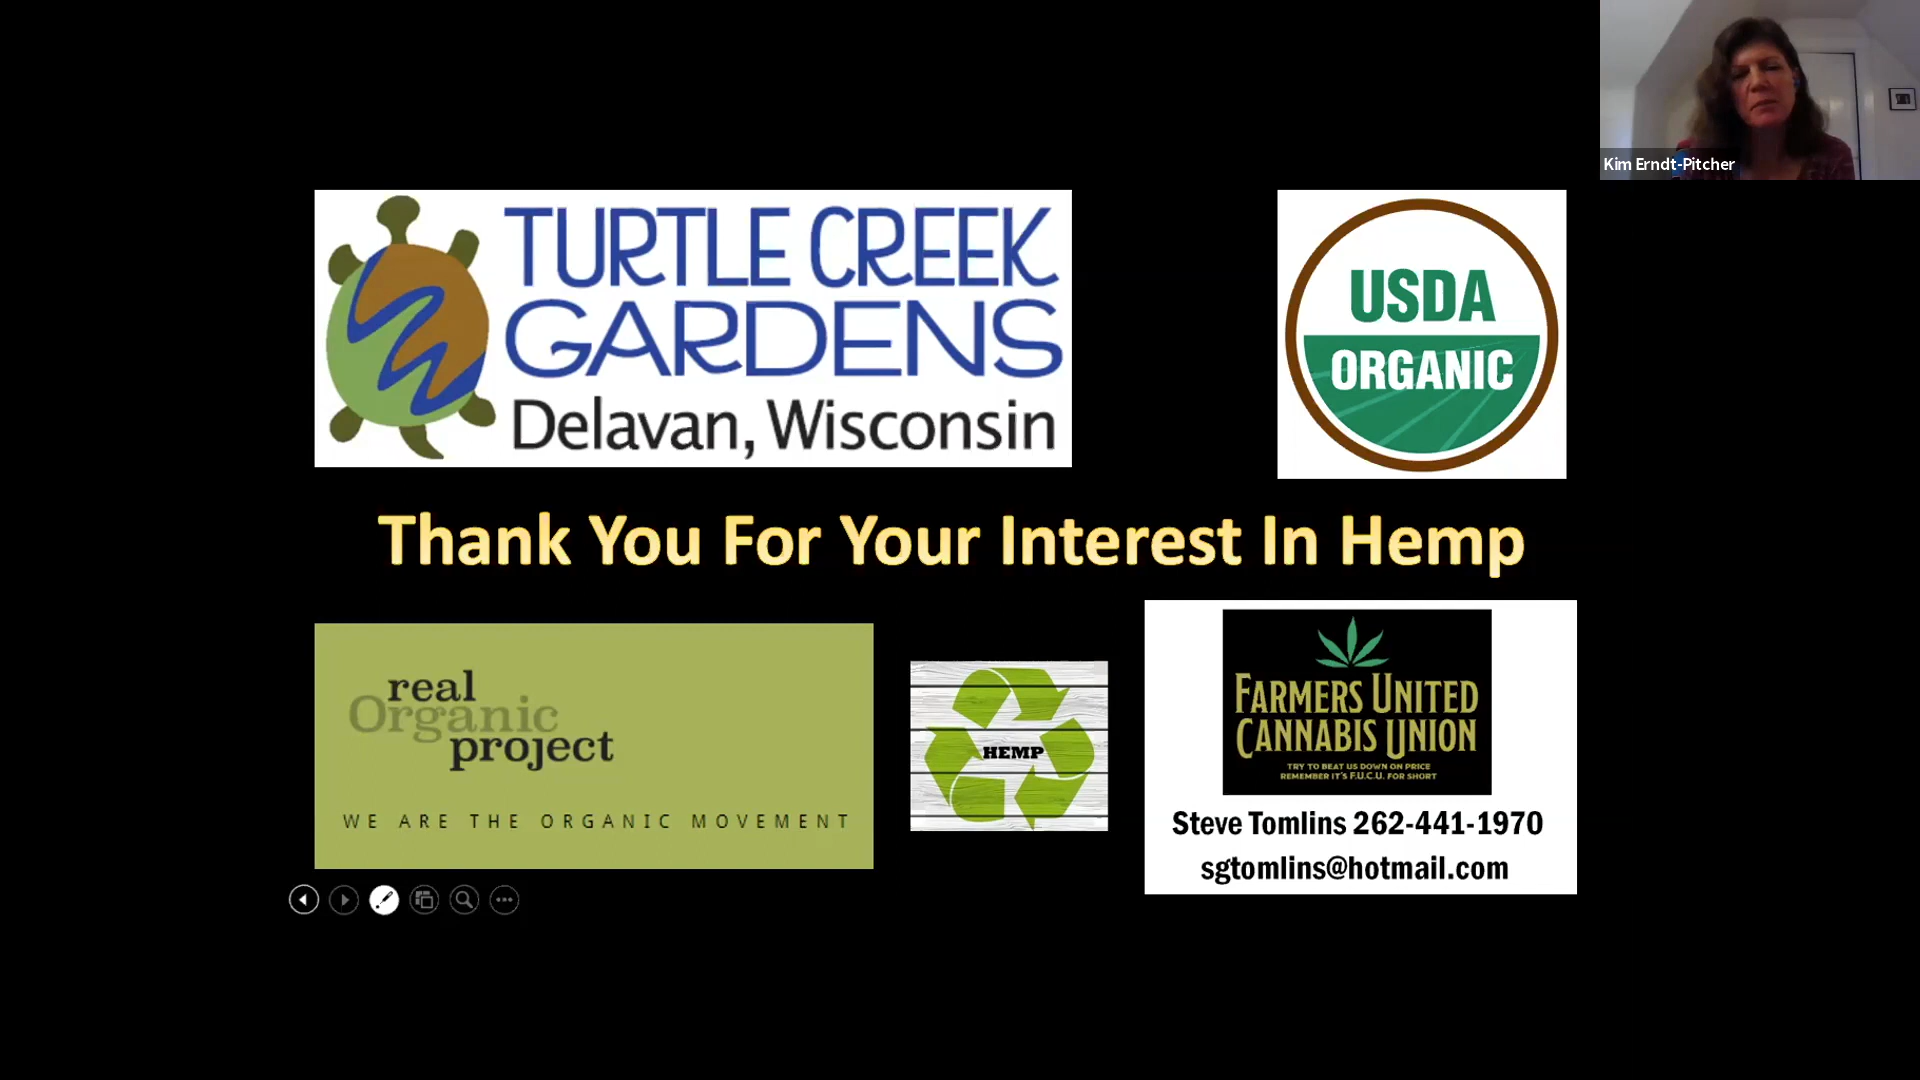 Kim Erndt-Pitcher
TURTLE CREEK
GARDENS
Delavan, Wisconsin
USDA
ORGANIC
Thank You For Your Interest In Hemp
real
Organic
project
WE ARE THE ORGANIC MOVEMENT
HEMP
FARMERS UNITED
CANNABIS UNION
TRY TO BEAT US DOWN ON PRICE
REMEMBER IT'S F.U.C.U. FOR SHORT
Steve Tomlins 262-441-1970
sgtomlins@hotmail.com